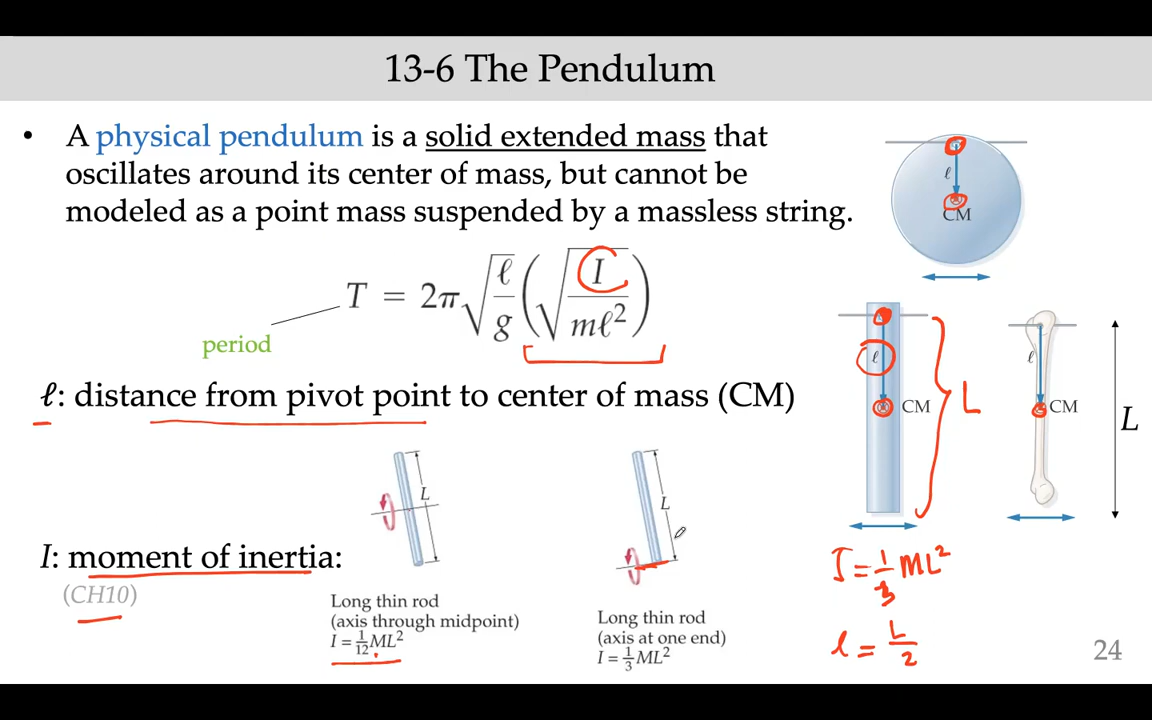 13-6 The Pendulum
• A physical pendulum is a solid extended mass that
oscillates around its center of mass, but cannot be
modeled as a point mass suspended by a massless string.
T = 2π√(ℓ/g) (√(I/mℓ²))
period
ℓ: distance from pivot point to center of mass (CM)
I: moment of inertia:
(CH10)
L
Long thin rod
(axis through midpoint)
I = 1/12 ML²
L
Long thin rod
(axis at one end)
I = 1/3 ML²
ℓ
CM
ℓ
CM
L
ℓ
CM
L
I = 1/3 ML²
l = L/2
24